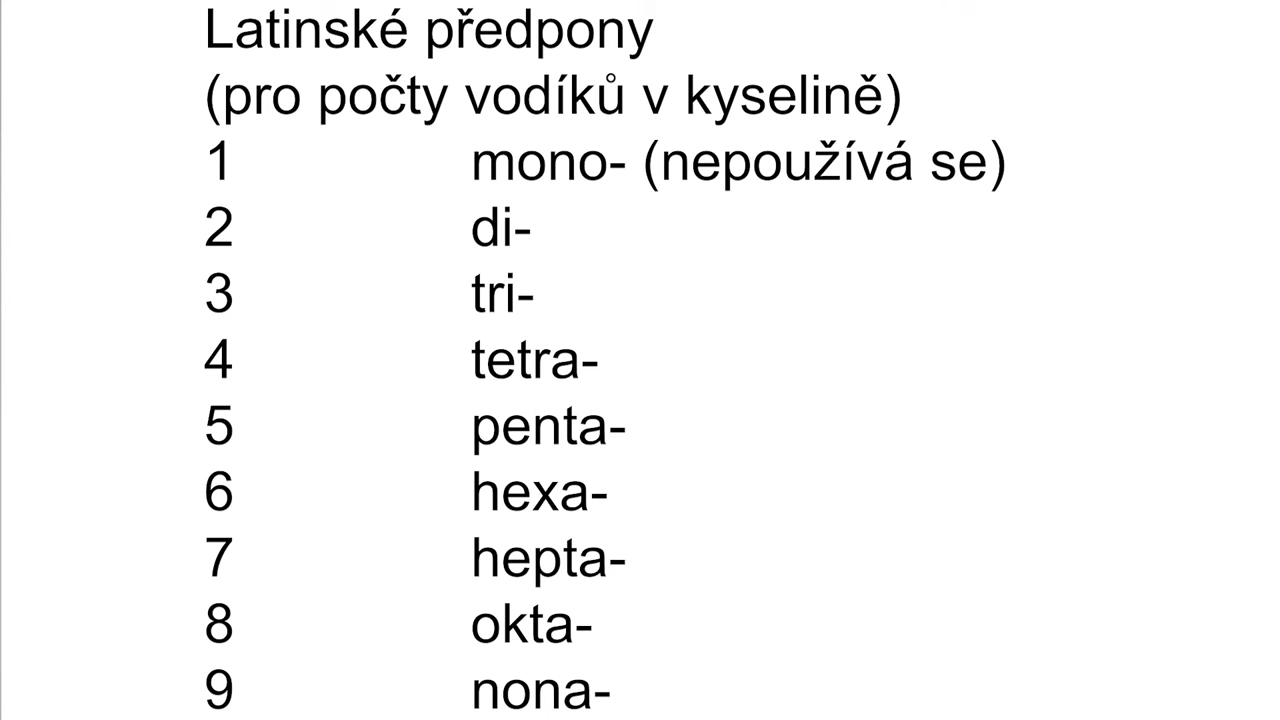 Latinské předpony
(pro počty vodíků v kyselině)
1 mono- (nepoužívá se)
2 di-
3 tri-
4 tetra-
5 penta-
6 hexa-
7 hepta-
8 okta-
9 nona-